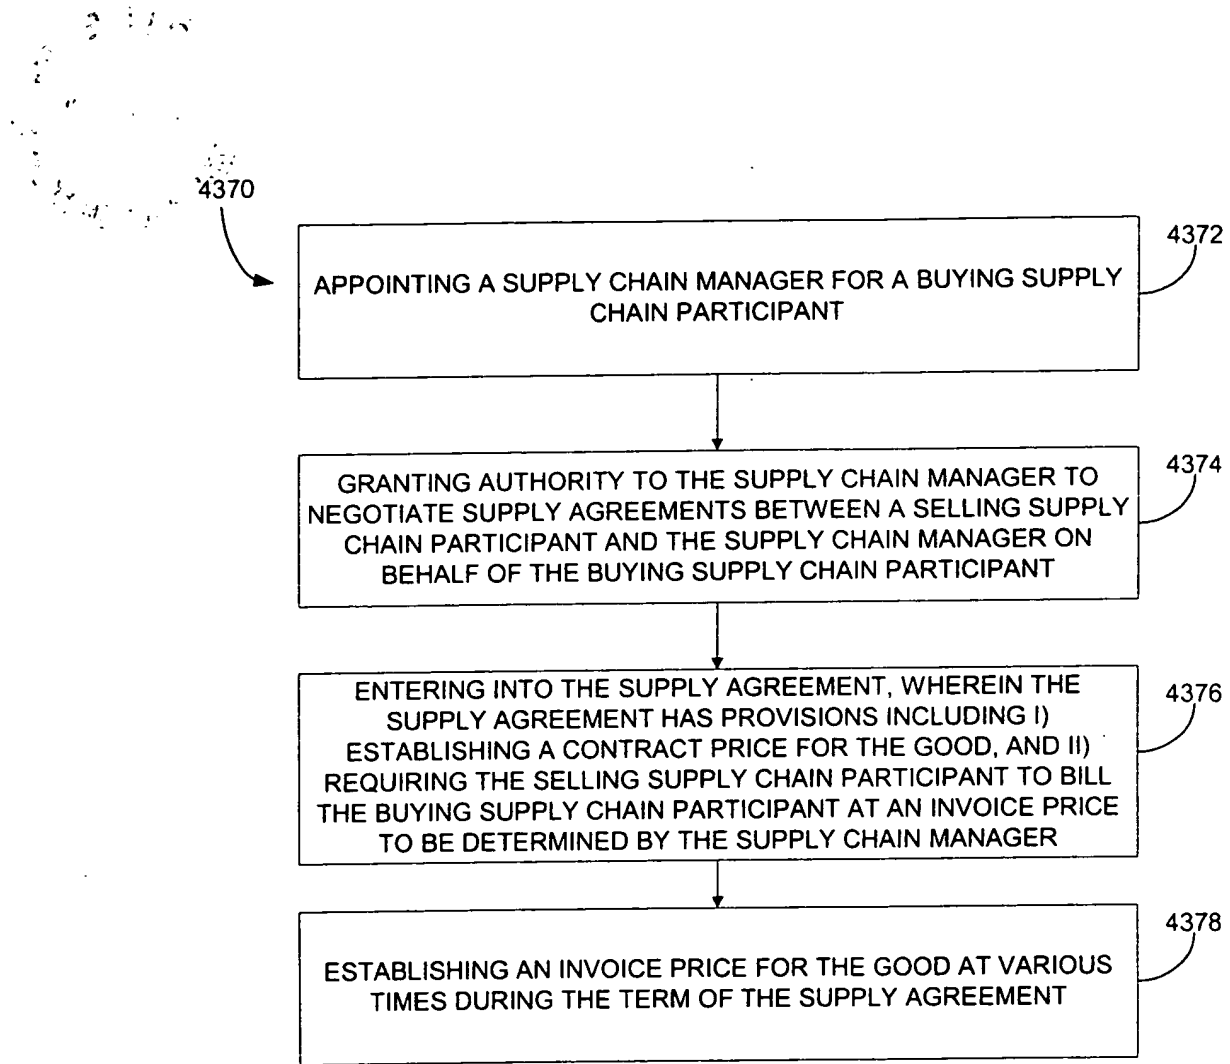 4370
4372
APPOINTING A SUPPLY CHAIN MANAGER FOR A BUYING SUPPLY
CHAIN PARTICIPANT
4374
GRANTING AUTHORITY TO THE SUPPLY CHAIN MANAGER TO
NEGOTIATE SUPPLY AGREEMENTS BETWEEN A SELLING SUPPLY
CHAIN PARTICIPANT AND THE SUPPLY CHAIN MANAGER ON
BEHALF OF THE BUYING SUPPLY CHAIN PARTICIPANT
4376
ENTERING INTO THE SUPPLY AGREEMENT, WHEREIN THE
SUPPLY AGREEMENT HAS PROVISIONS INCLUDING I)
ESTABLISHING A CONTRACT PRICE FOR THE GOOD, AND II)
REQUIRING THE SELLING SUPPLY CHAIN PARTICIPANT TO BILL
THE BUYING SUPPLY CHAIN PARTICIPANT AT AN INVOICE PRICE
TO BE DETERMINED BY THE SUPPLY CHAIN MANAGER
4378
ESTABLISHING AN INVOICE PRICE FOR THE GOOD AT VARIOUS
TIMES DURING THE TERM OF THE SUPPLY AGREEMENT